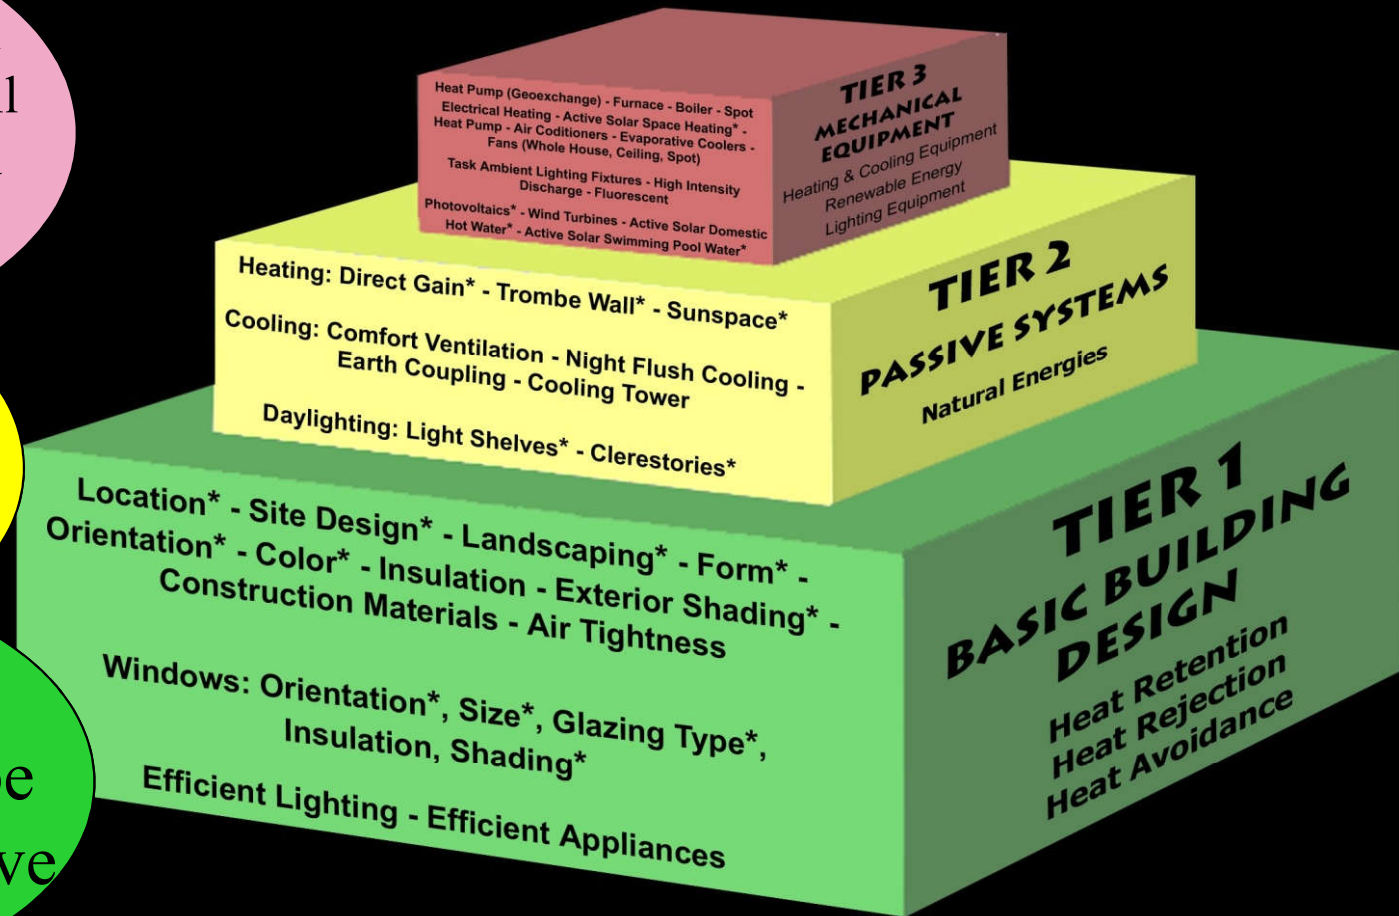 Heat Pump (Geoexchange) - Furnace - Boiler - Spot
Electrical Heating - Active Solar Space Heating* -
Heat Pump - Air Coditioners - Evaporative Coolers -
Fans (Whole House, Ceiling, Spot)
Task Ambient Lighting Fixtures - High Intensity
Discharge - Fluorescent
Photovoltaics* - Wind Turbines - Active Solar Domestic
Hot Water* - Active Solar Swimming Pool Water*
TIER 3
MECHANICAL
EQUIPMENT
Heating & Cooling Equipment
Renewable Energy
Lighting Equipment
Heating: Direct Gain* - Trombe Wall* - Sunspace*
Cooling: Comfort Ventilation - Night Flush Cooling -
Earth Coupling - Cooling Tower
Daylighting: Light Shelves* - Clerestories*
TIER 2
PASSIVE SYSTEMS
Natural Energies
Location* - Site Design* - Landscaping* - Form* -
Orientation* - Color* - Insulation - Exterior Shading* -
Construction Materials - Air Tightness
Windows: Orientation*, Size*, Glazing Type*,
Insulation, Shading*
Efficient Lighting - Efficient Appliances
TIER 1
BASIC BUILDING
DESIGN
Heat Retention
Heat Rejection
Heat Avoidance